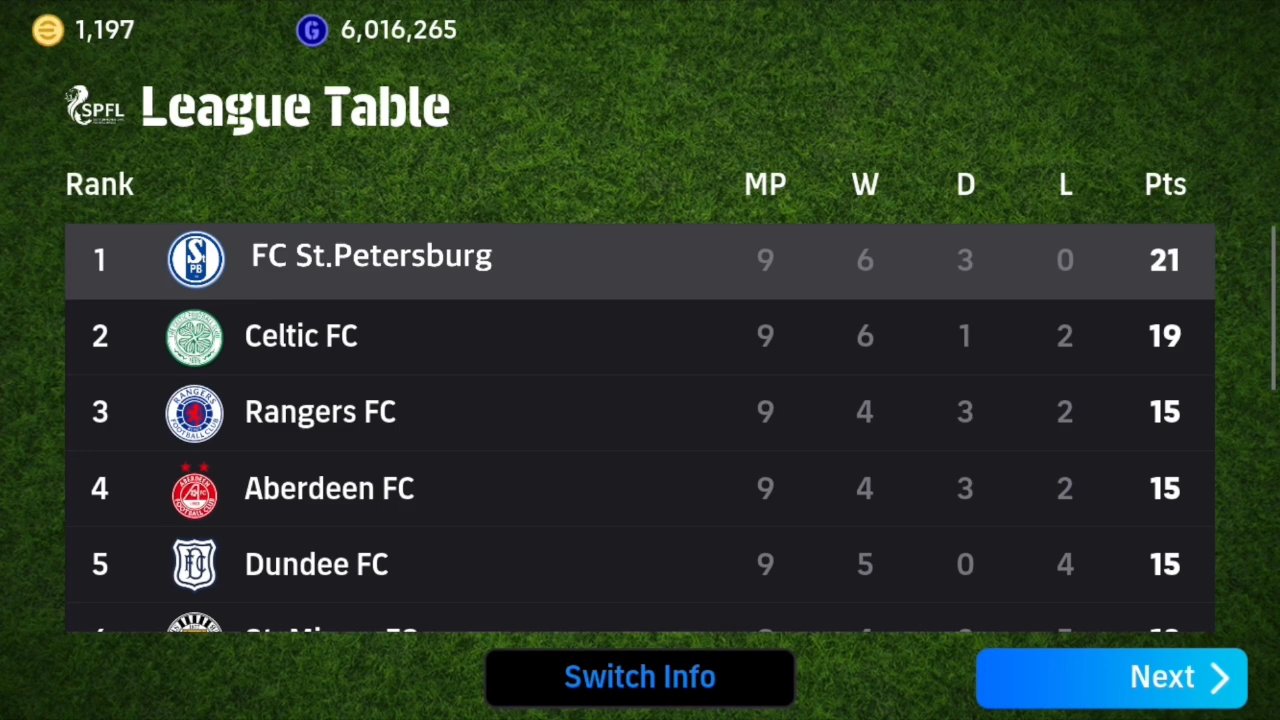 1,197 6,016,265
SPFL League Table
Rank MP W D L Pts
1 FC St.Petersburg 9 6 3 0 21
2 Celtic FC 9 6 1 2 19
3 Rangers FC 9 4 3 2 15
4 Aberdeen FC 9 4 3 2 15
5 Dundee FC 9 5 0 4 15
Switch Info Next